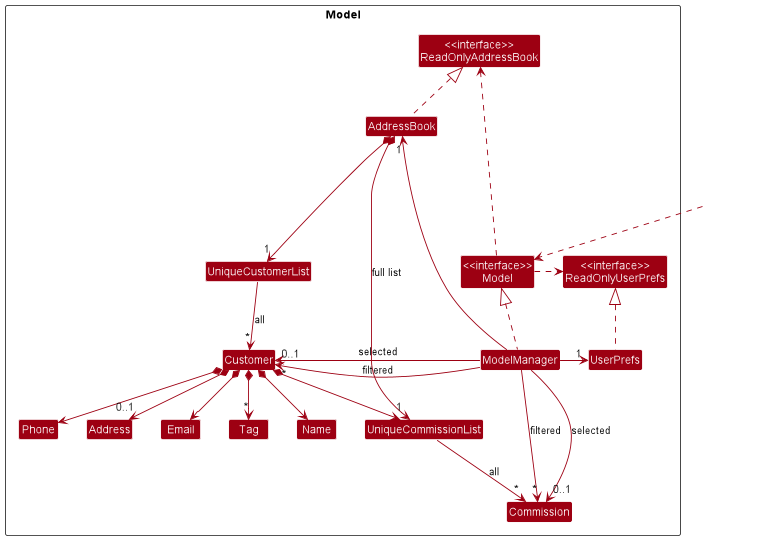 Model
<<interface>>
ReadOnlyAddressBook
AddressBook
1
1
UniqueCustomerList
full list
<<interface>>
Model
<<interface>>
ReadOnlyUserPrefs
all
*
Customer
0..1
selected
filtered
*
ModelManager
1
UserPrefs
0..1
*
1
Phone
Address
Email
Tag
Name
UniqueCommissionList
filtered
selected
all
*
*
0..1
Commission